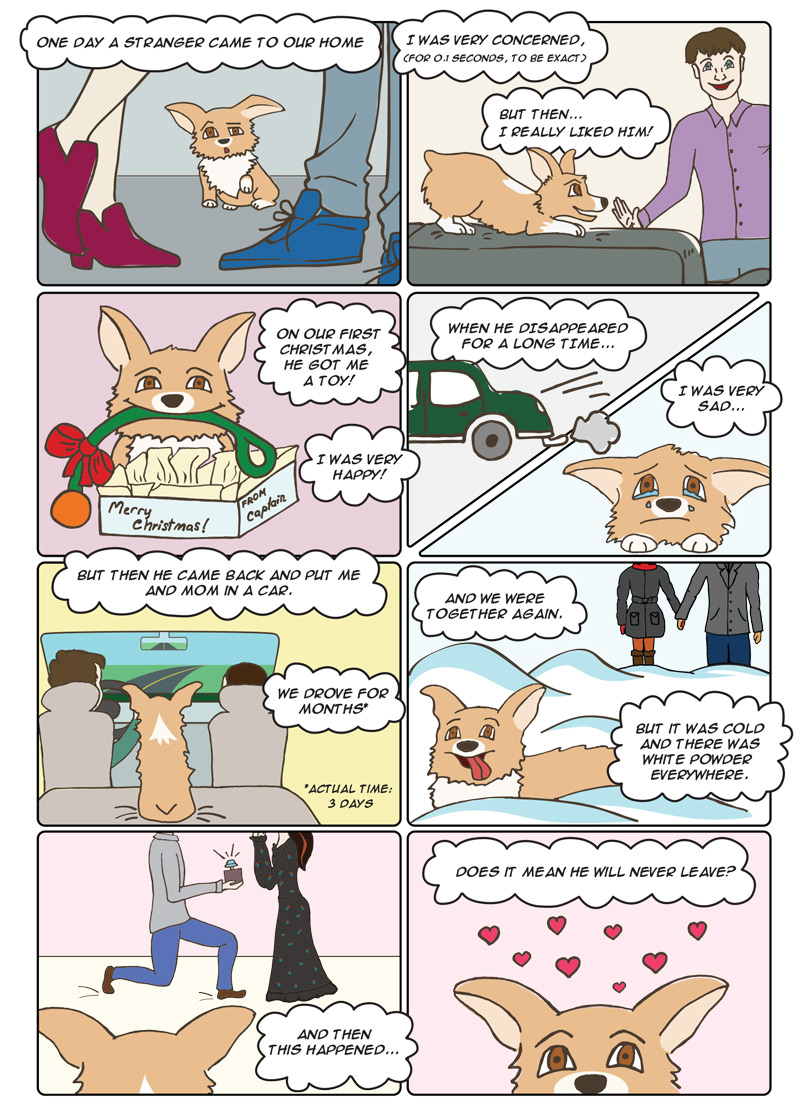 ONE DAY A STRANGER CAME TO OUR HOME
I WAS VERY CONCERNED,
(FOR 0.1 SECONDS, TO BE EXACT)
BUT THEN...
I REALLY LIKED HIM!
ON OUR FIRST
CHRISTMAS,
HE GOT ME
A TOY!
I WAS VERY
HAPPY!
Merry
Christmas!
FROM
Captain
WHEN HE DISAPPEARED
FOR A LONG TIME...
I WAS VERY
SAD...
BUT THEN HE CAME BACK AND PUT ME
AND MOM IN A CAR.
WE DROVE FOR
MONTHS*
*ACTUAL TIME:
3 DAYS
AND WE WERE
TOGETHER AGAIN.
BUT IT WAS COLD
AND THERE WAS
WHITE POWDER
EVERYWHERE.
AND THEN
THIS HAPPENED...
DOES IT MEAN HE WILL NEVER LEAVE?